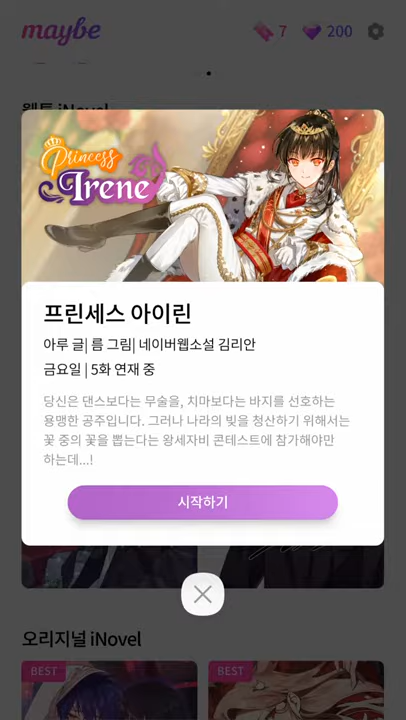 maybe
7
200
웹툰 iNovel
Princess
Irene
프린세스 아이린
아루 글| 름 그림| 네이버웹소설 김리안
금요일 | 5화 연재 중
당신은 댄스보다는 무술을, 치마보다는 바지를 선호하는
용맹한 공주입니다. 그러나 나라의 빚을 청산하기 위해서는
꽃 중의 꽃을 뽑는다는 왕세자비 콘테스트에 참가해야만
하는데...!
시작하기
오리지널 iNovel
BEST
BEST